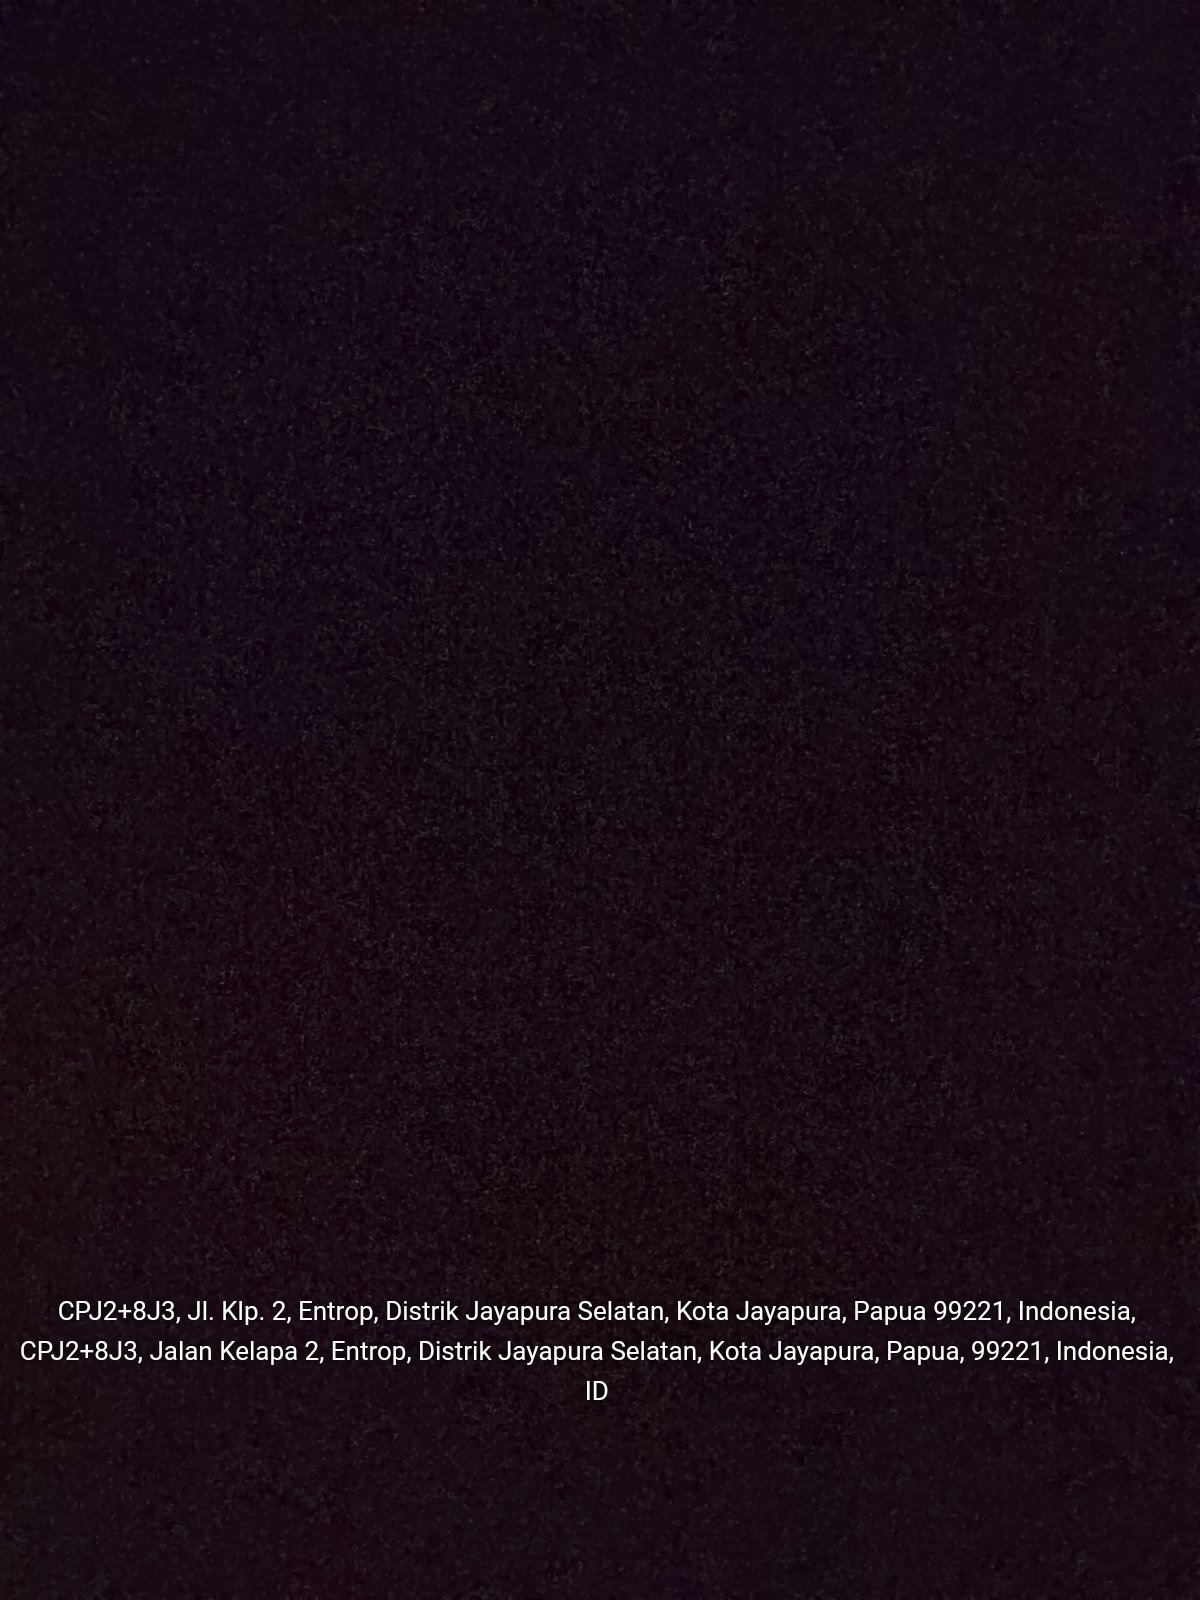 CPJ2+8J3, Jl. Klp. 2, Entrop, Distrik Jayapura Selatan, Kota Jayapura, Papua 99221, Indonesia,
CPJ2+8J3, Jalan Kelapa 2, Entrop, Distrik Jayapura Selatan, Kota Jayapura, Papua, 99221, Indonesia,
ID